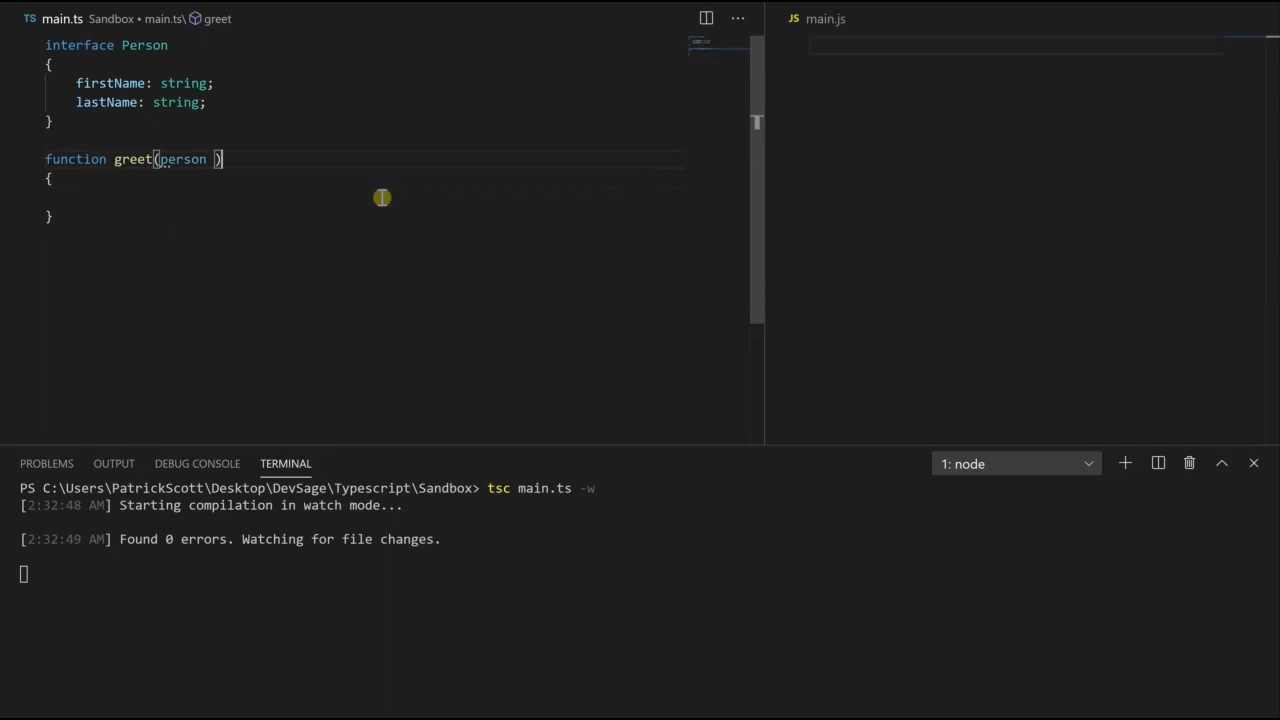 TS main.ts Sandbox • main.ts\ greet
interface Person
{
firstName: string;
lastName: string;
}
function greet(person )
{
}
JS main.js
PROBLEMS OUTPUT DEBUG CONSOLE TERMINAL
1: node
PS C:\Users\PatrickScott\Desktop\DevSage\Typescript\Sandbox> tsc main.ts -w
[2:32:48 AM] Starting compilation in watch mode...
[2:32:49 AM] Found 0 errors. Watching for file changes.